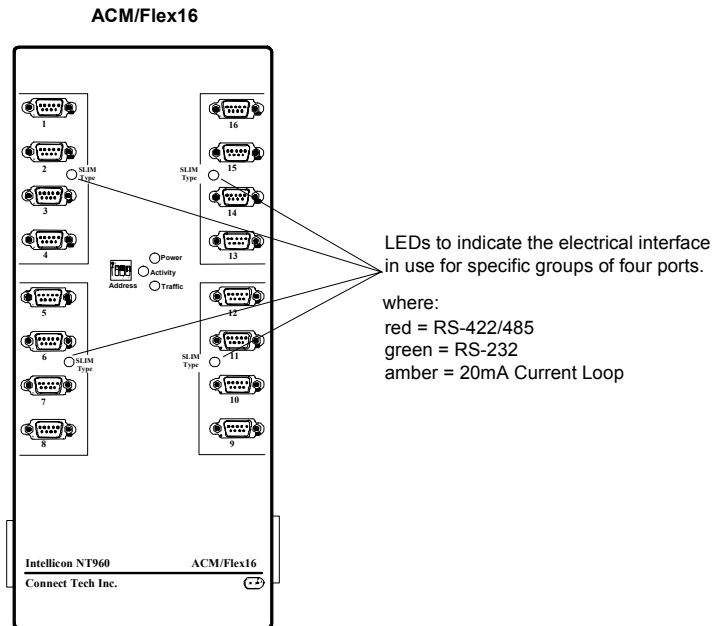 ACM/Flex16
1
2
SLIM
Type
3
4
16
15
SLIM
Type
14
13
Power
Activity
Traffic
Address
5
6
SLIM
Type
7
8
12
11
SLIM
Type
10
9
LEDs to indicate the electrical interface
in use for specific groups of four ports.
where:
red = RS-422/485
green = RS-232
amber = 20mA Current Loop
Intellicon NT960 ACM/Flex16
Connect Tech Inc.